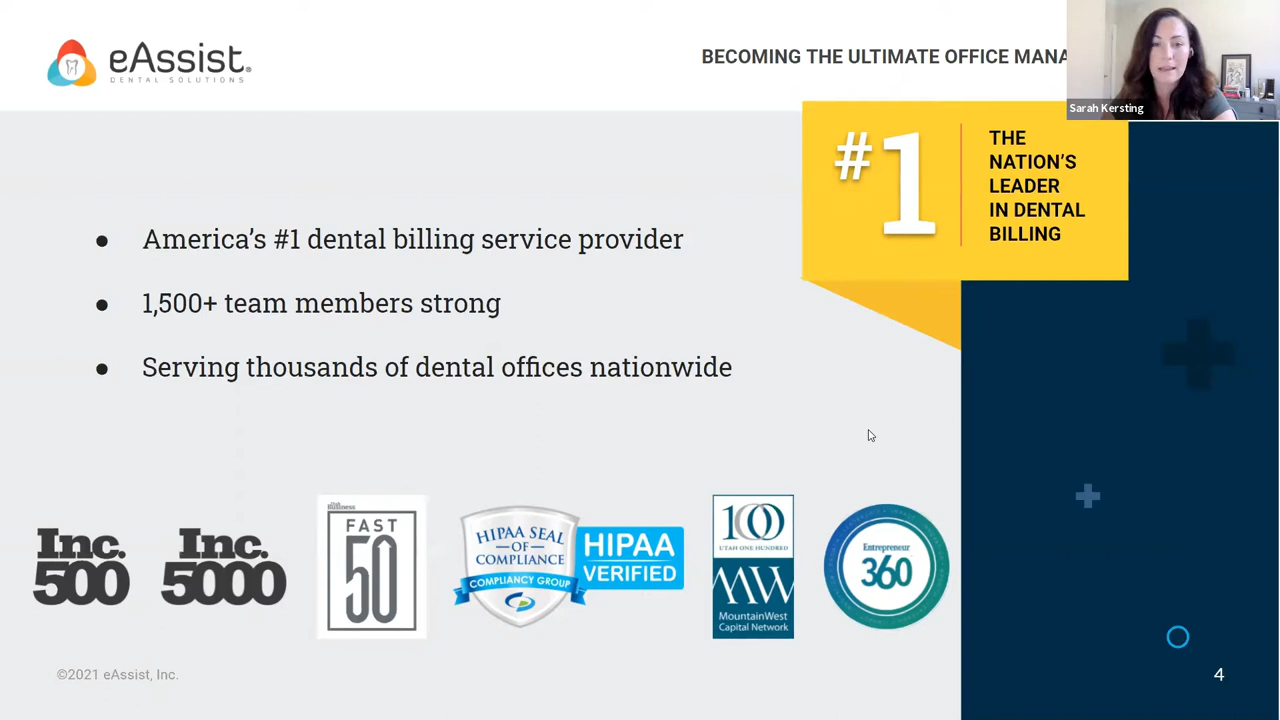 eAssist®
DENTAL SOLUTIONS
BECOMING THE ULTIMATE OFFICE MANA
Sarah Kersting
#1
THE
NATION'S
LEADER
IN DENTAL
BILLING
● America's #1 dental billing service provider
● 1,500+ team members strong
● Serving thousands of dental offices nationwide
Inc.
500
Inc.
5000
Business
FAST
50
HIPAA SEAL
OF
COMPLIANCE
COMPLIANCY GROUP
HIPAA
VERIFIED
100
UTAH ONE HUNDRED
MW
MountainWest
Capital Network
Entrepreneur
360
©2021 eAssist, Inc.
4